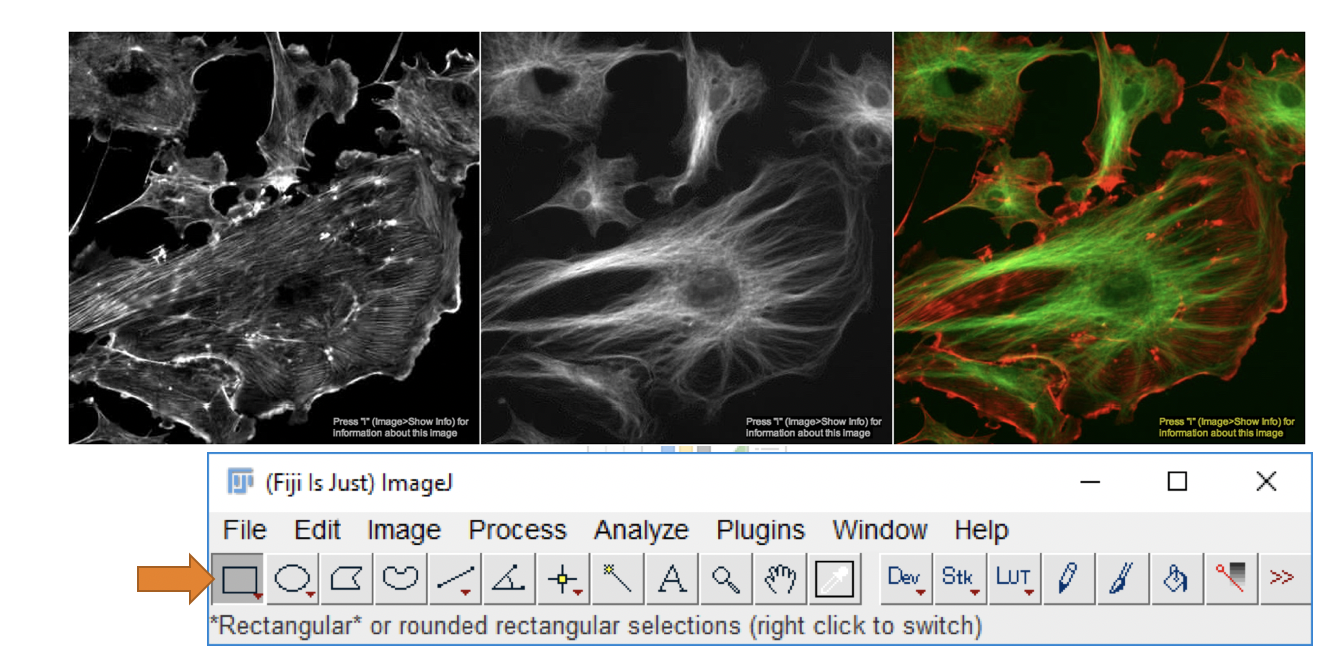 Press "I" (Image>Show Info) for
information about this image
Press "I" (Image>Show Info) for
information about this image
Press "I" (Image>Show Info) for
information about this image
(Fiji Is Just) ImageJ
File Edit Image Process Analyze Plugins Window Help
A Dev Stk LUT >>
*Rectangular* or rounded rectangular selections (right click to switch)